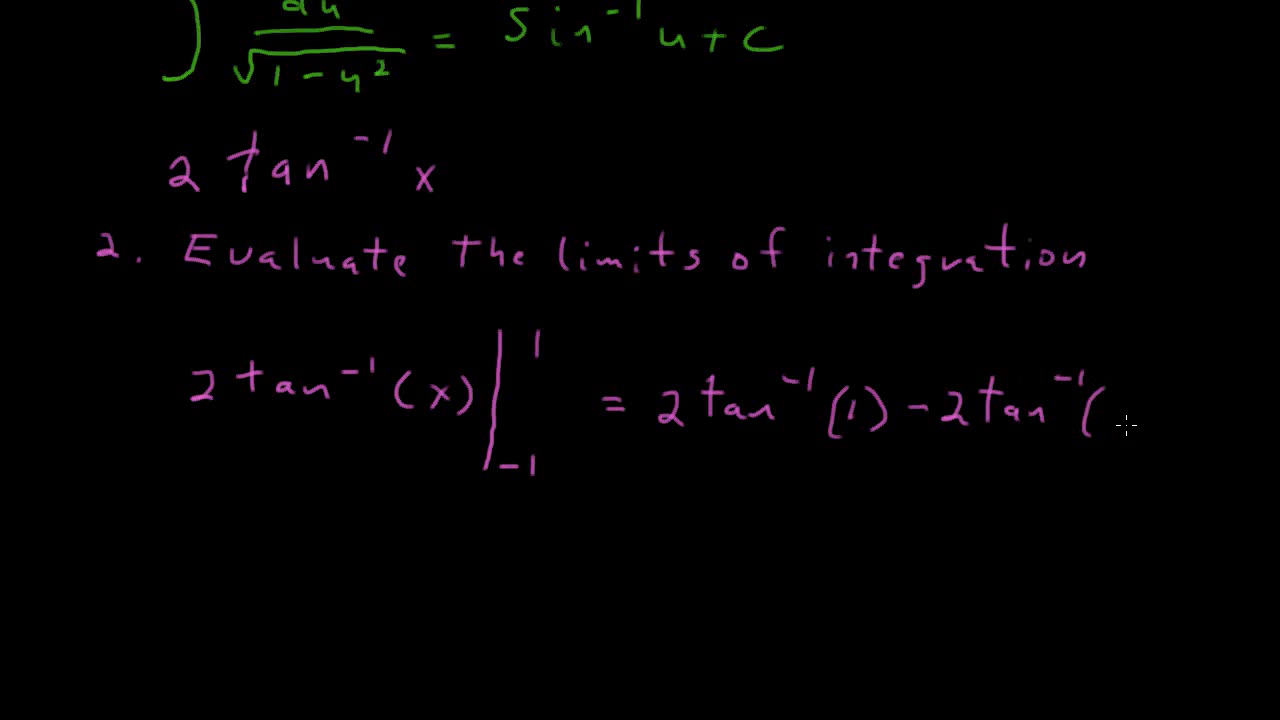 ∫ du/√(1 - u²) = Sin⁻¹ u + C
2 tan⁻¹ x
2. Evaluate the limits of integration
2 tan⁻¹ (x) |₋₁¹ = 2 tan⁻¹ (1) - 2 tan⁻¹ (